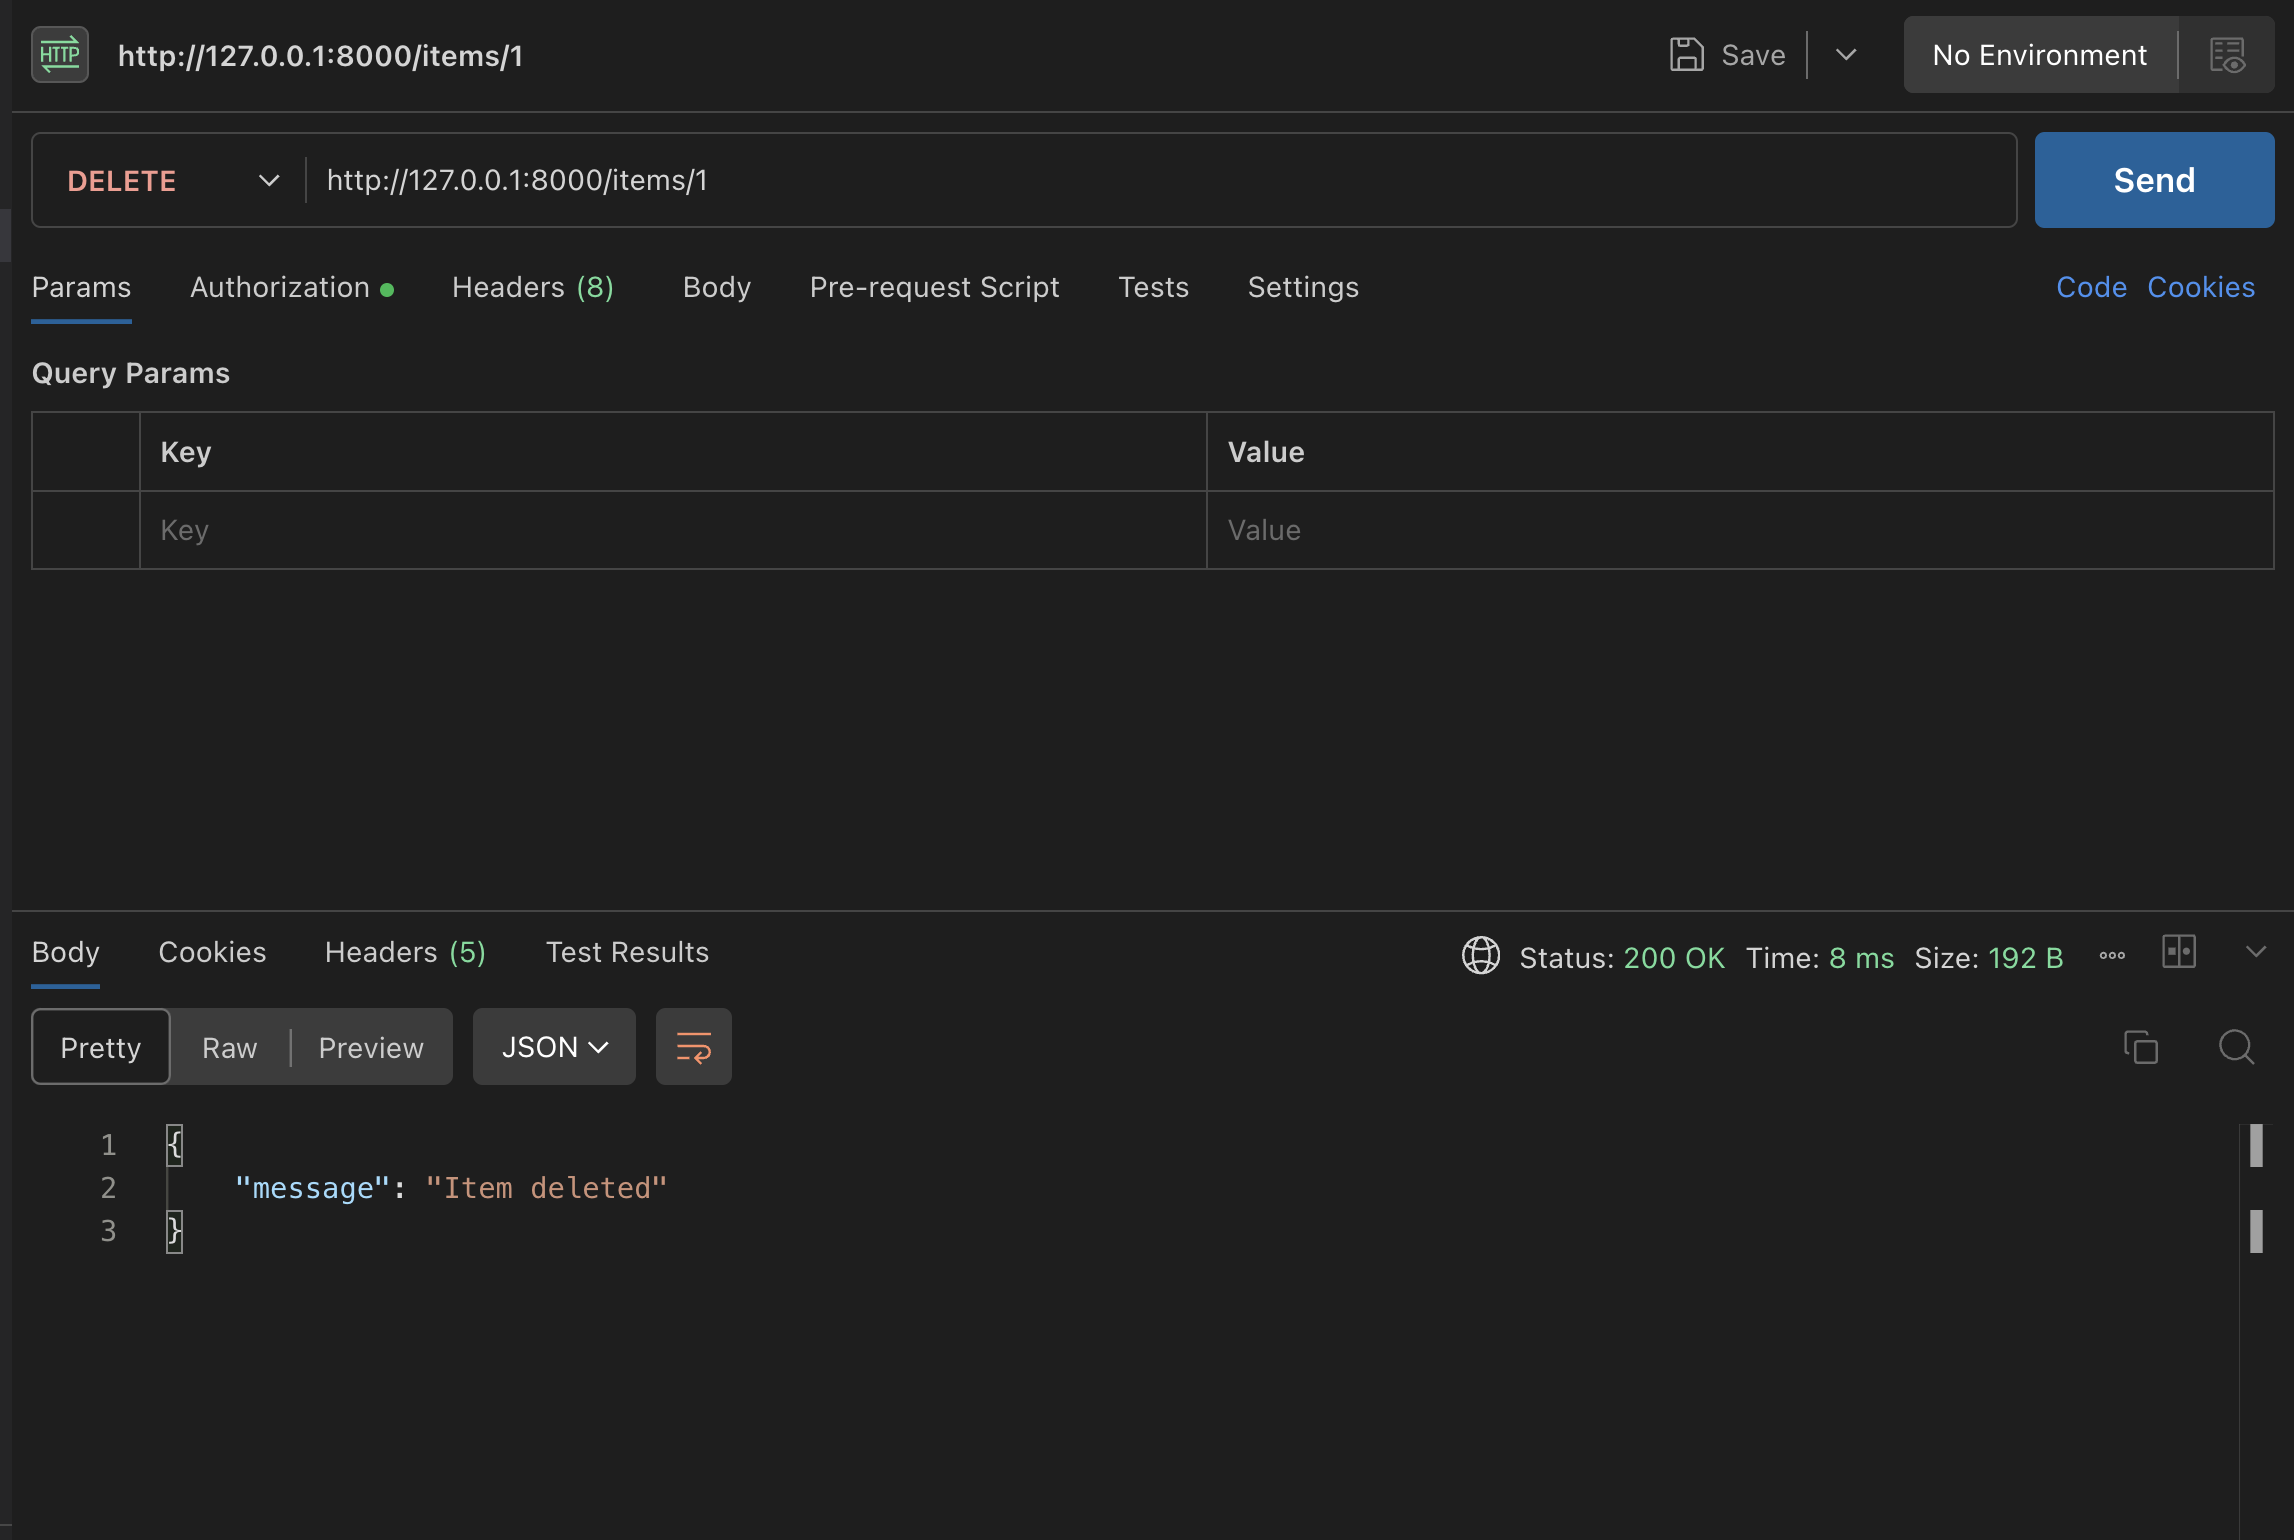 HTTP http://127.0.0.1:8000/items/1 Save No Environment
DELETE http://127.0.0.1:8000/items/1 Send
Params Authorization Headers (8) Body Pre-request Script Tests Settings Code Cookies
Query Params
Key Value
Key Value
Body Cookies Headers (5) Test Results Status: 200 OK Time: 8 ms Size: 192 B
Pretty Raw Preview JSON
1 {
2 "message": "Item deleted"
3 }